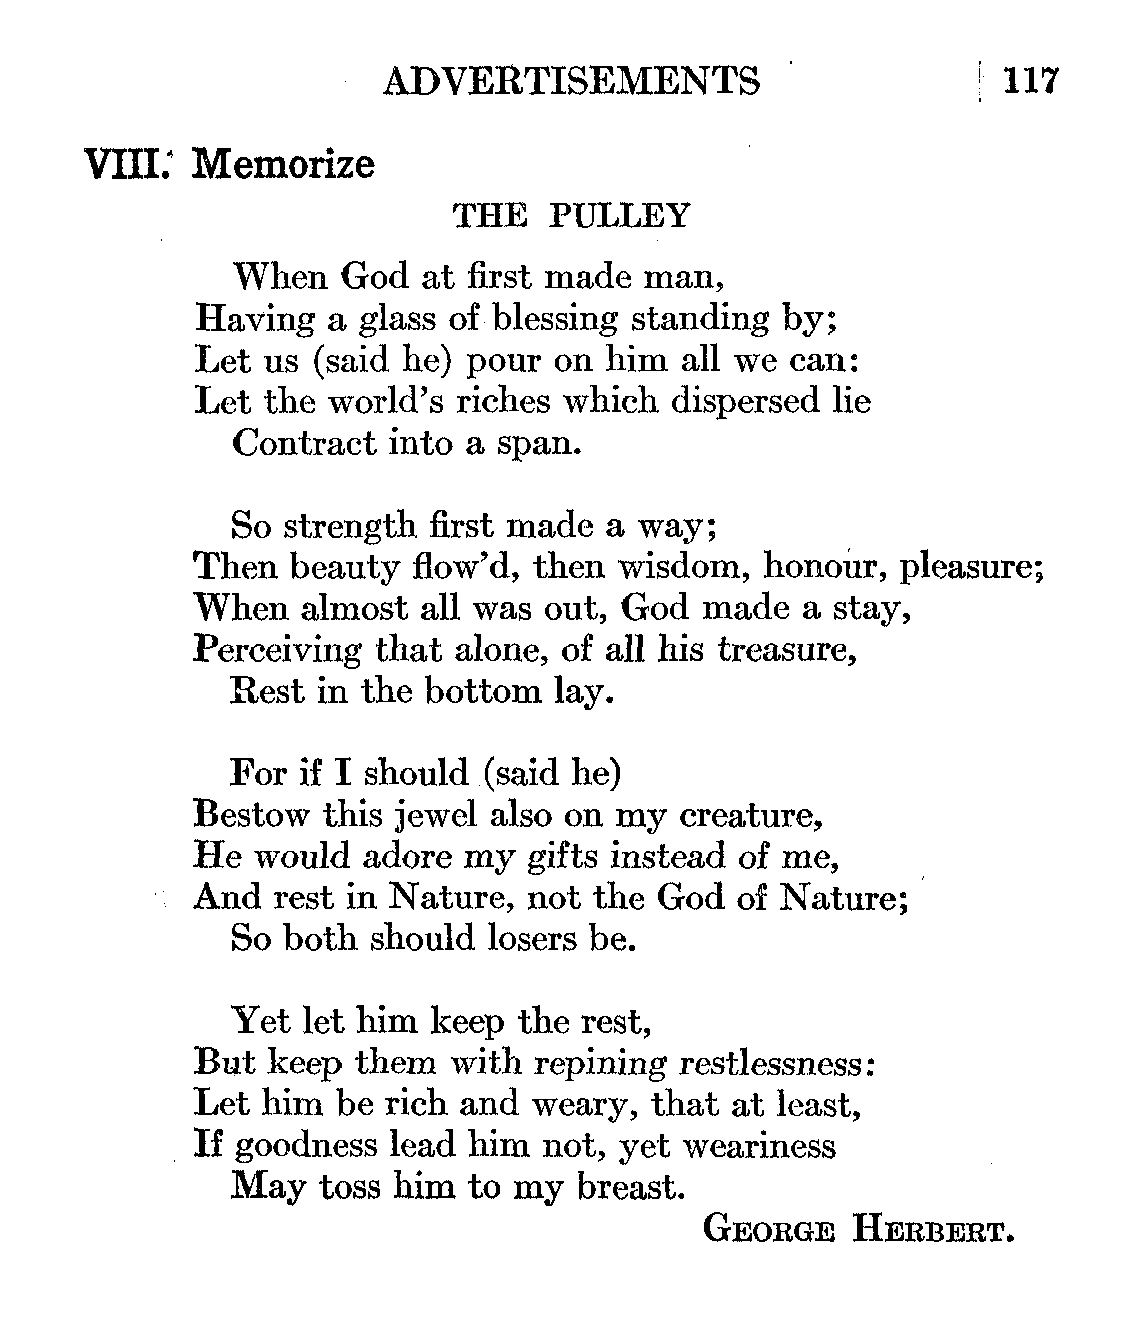 ADVERTISEMENTS 117
VIII. Memorize
THE PULLEY
When God at first made man,
Having a glass of blessing standing by;
Let us (said he) pour on him all we can:
Let the world's riches which dispersed lie
Contract into a span.
So strength first made a way;
Then beauty flow'd, then wisdom, honour, pleasure;
When almost all was out, God made a stay,
Perceiving that alone, of all his treasure,
Rest in the bottom lay.
For if I should (said he)
Bestow this jewel also on my creature,
He would adore my gifts instead of me,
And rest in Nature, not the God of Nature;
So both should losers be.
Yet let him keep the rest,
But keep them with repining restlessness:
Let him be rich and weary, that at least,
If goodness lead him not, yet weariness
May toss him to my breast.
GEORGE HERBERT.